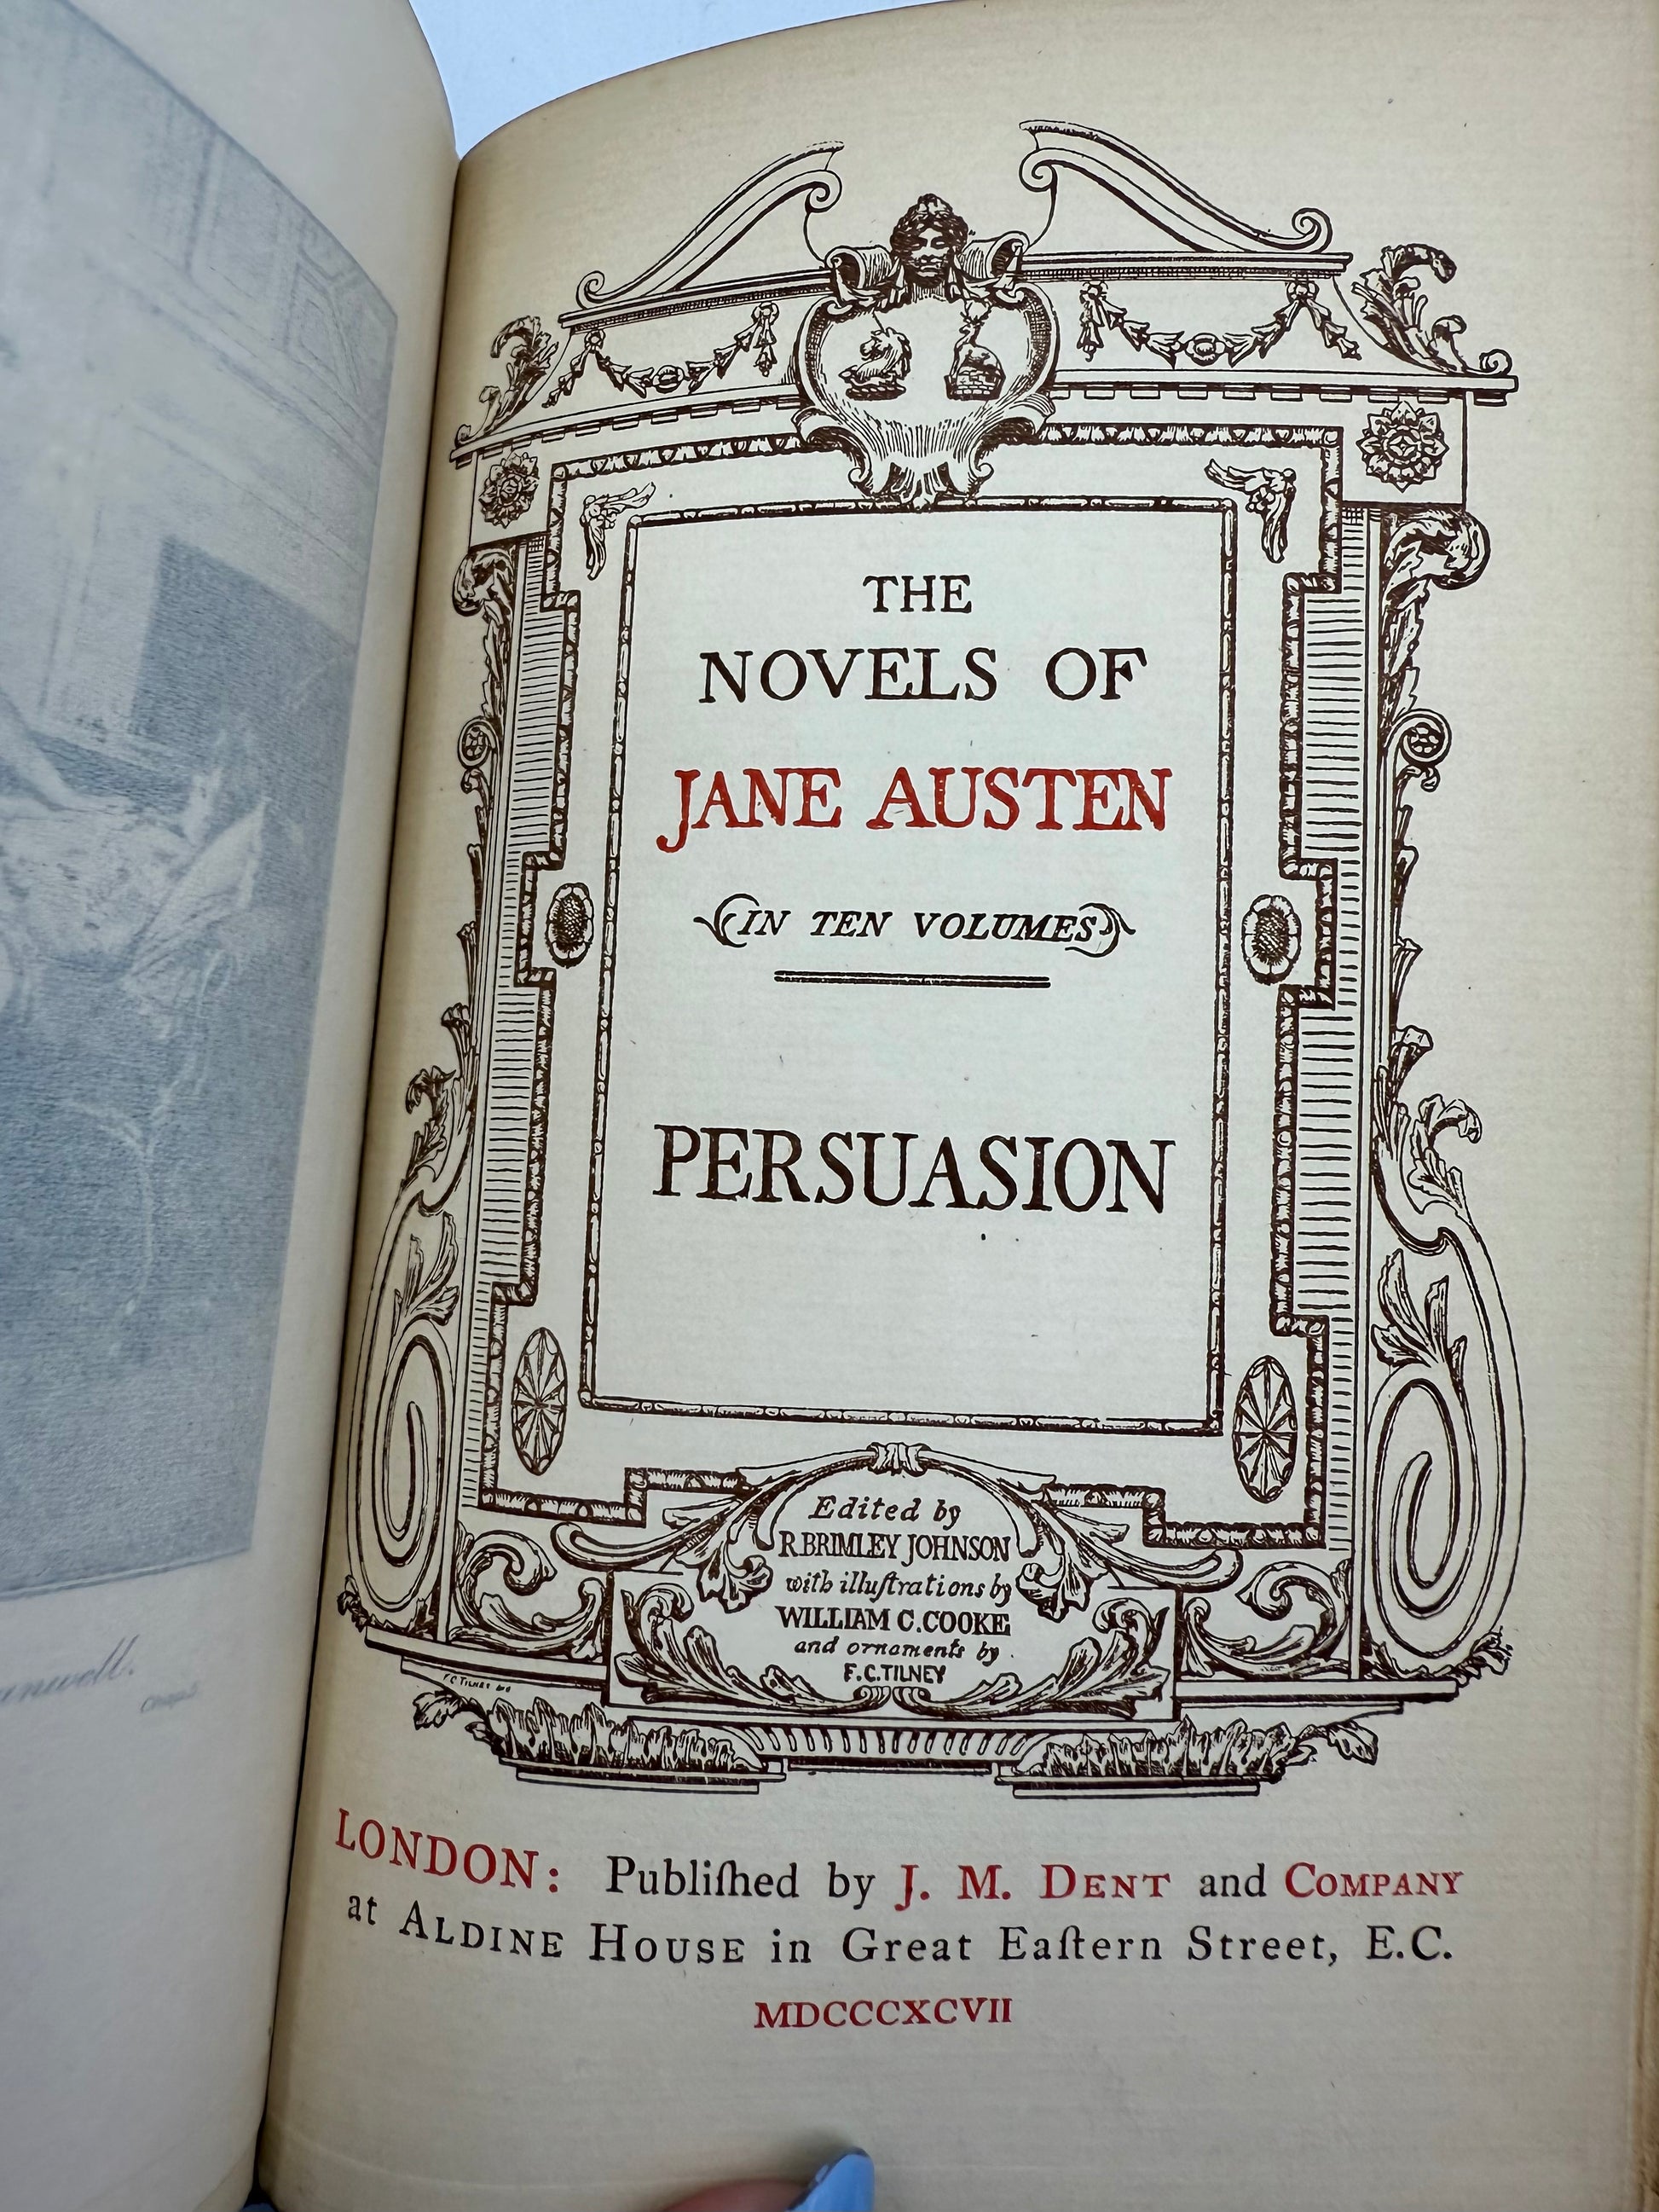 THE
NOVELS OF
JANE AUSTEN
IN TEN VOLUMES
PERSUASION
Edited by
R. BRIMLEY JOHNSON
with illuſtrations by
WILLIAM C. COOKE
and ornaments by
F. C. TILNEY
LONDON: Publiſhed by J. M. DENT and COMPANY
at ALDINE HOUSE in Great Eaſtern Street, E.C.
MDCCCXCVII